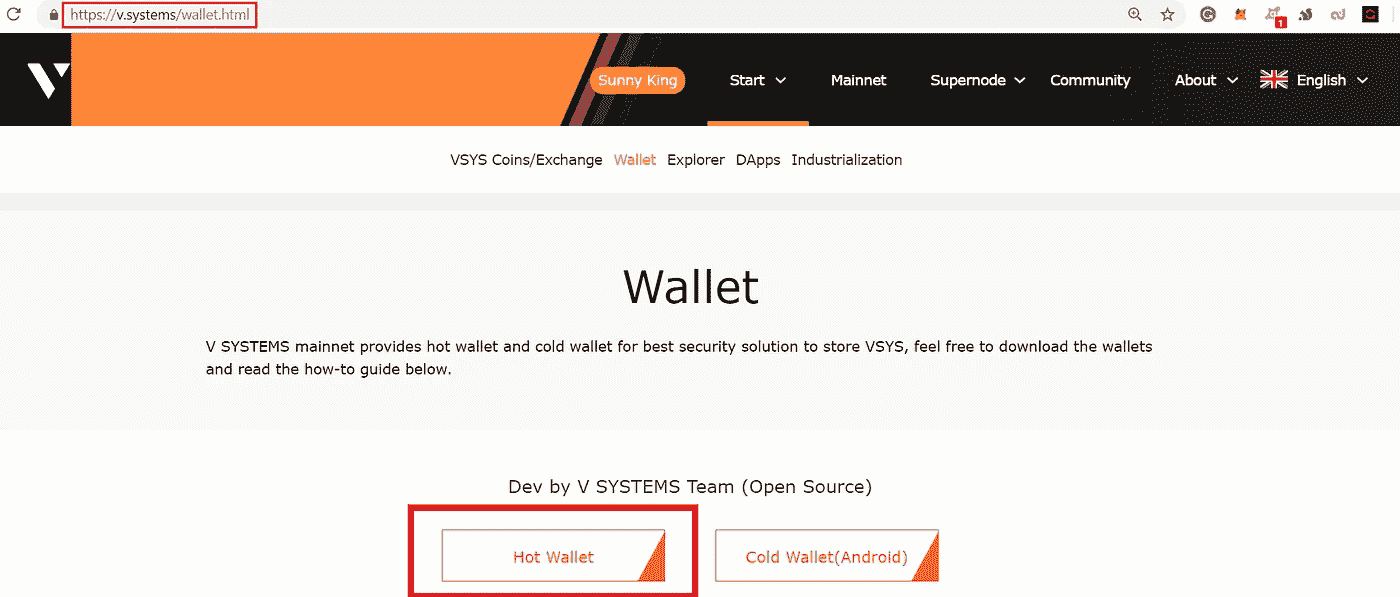 https://v.systems/wallet.html
1
Sunny King Start Mainnet Supernode Community About English
VSYS Coins/Exchange Wallet Explorer DApps Industrialization
Wallet
V SYSTEMS mainnet provides hot wallet and cold wallet for best security solution to store VSYS, feel free to download the wallets
and read the how-to guide below.
Dev by V SYSTEMS Team (Open Source)
Hot Wallet Cold Wallet(Android)